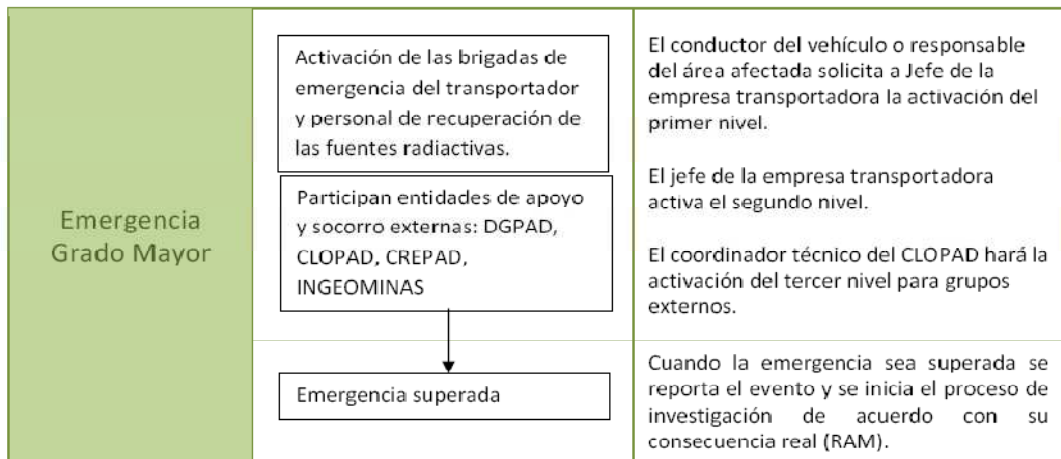 Emergencia
Grado Mayor
Activación de las brigadas de
emergencia del transportador
y personal de recuperación de
las fuentes radiactivas.
Participan entidades de apoyo
y socorro externas: DGPAD,
CLOPAD, CREPAD,
INGEOMINAS
Emergencia superada
El conductor del vehículo o responsable
del área afectada solicita a Jefe de la
empresa transportadora la activación del
primer nivel.
El jefe de la empresa transportadora
activa el segundo nivel.
El coordinador técnico del CLOPAD hará la
activación del tercer nivel para grupos
externos.
Cuando la emergencia sea superada se
reporta el evento y se inicia el proceso de
investigación de acuerdo con su
consecuencia real (RAM).